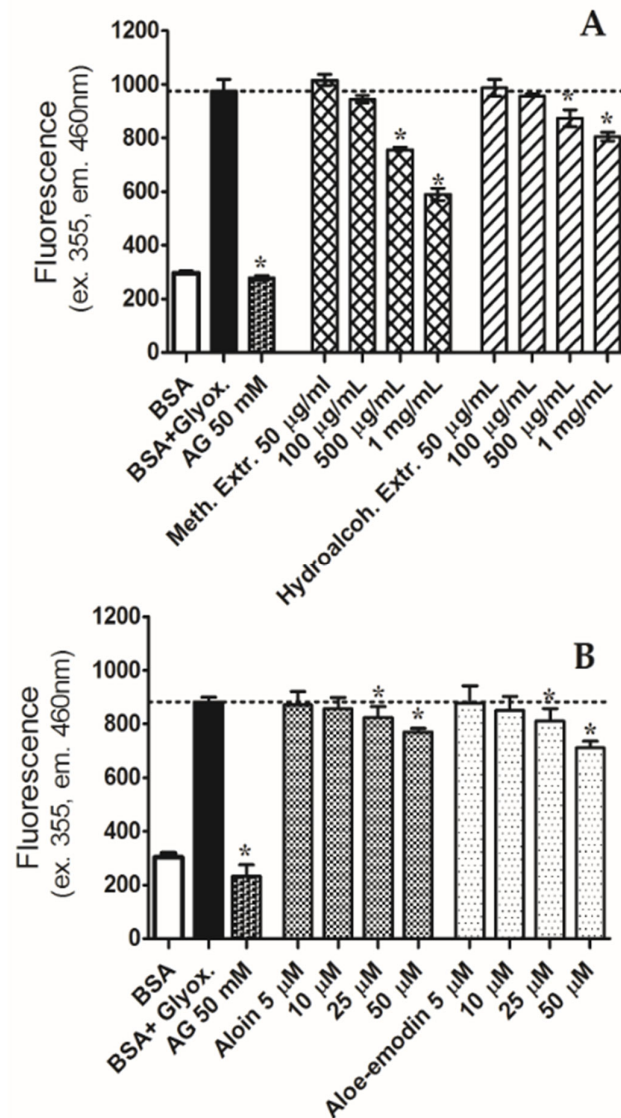 A
Fluorescence
(ex. 355, em. 460nm)
1200
1000
800
600
400
200
0
*
*
*
*
*
BSA
BSA+Glyox.
AG 50 mM
Meth. Extr. 50 µg/ml
100 µg/mL
500 µg/mL
1 mg/mL
Hydroalcoh. Extr. 50 µg/mL
100 µg/mL
500 µg/mL
1 mg/mL
B
Fluorescence
(ex. 355, em. 460nm)
1200
1000
800
600
400
200
0
*
*
*
*
*
BSA
BSA+ Glyox.
AG 50 mM
Aloin 5 µM
10 µM
25 µM
50 µM
Aloe-emodin 5 µM
10 µM
25 µM
50 µM